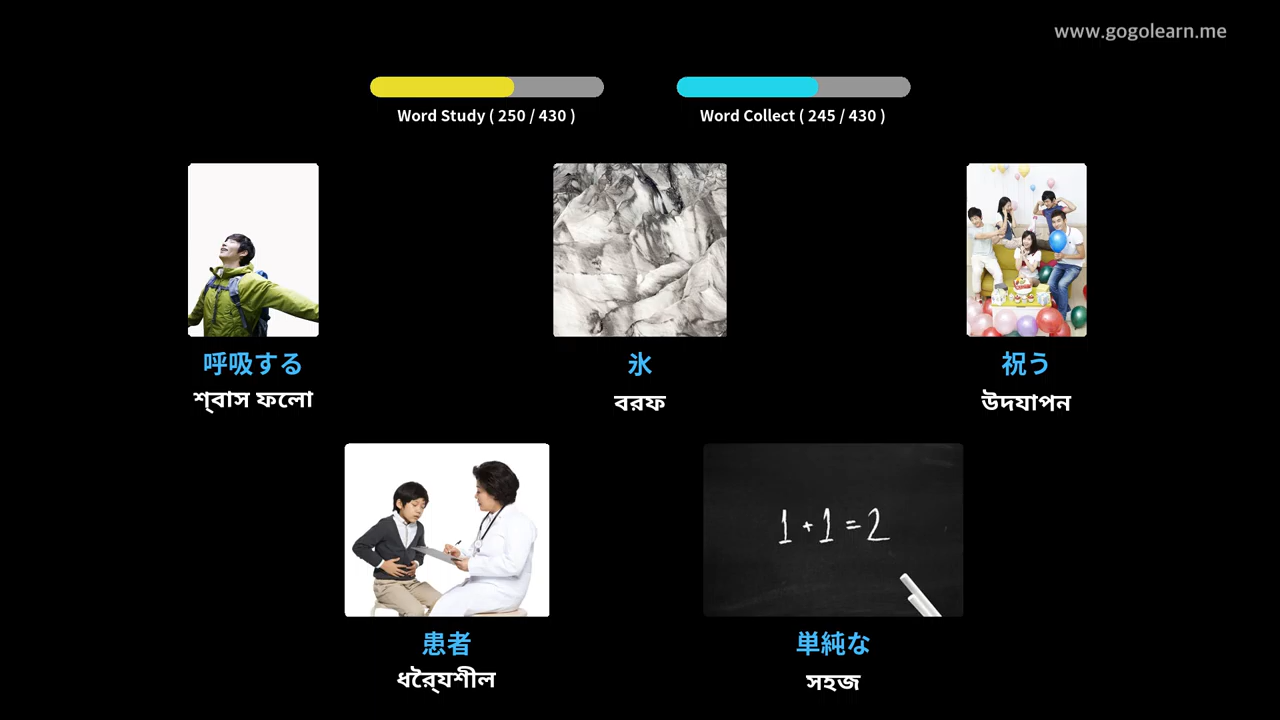 www.gogolearn.me
Word Study ( 250 / 430 )
Word Collect ( 245 / 430 )
呼吸する
শ্বাস ফলো
氷
বরফ
祝う
উদযাপন
1 + 1 = 2
患者
ধর্যৈশীল
単純な
সহজ